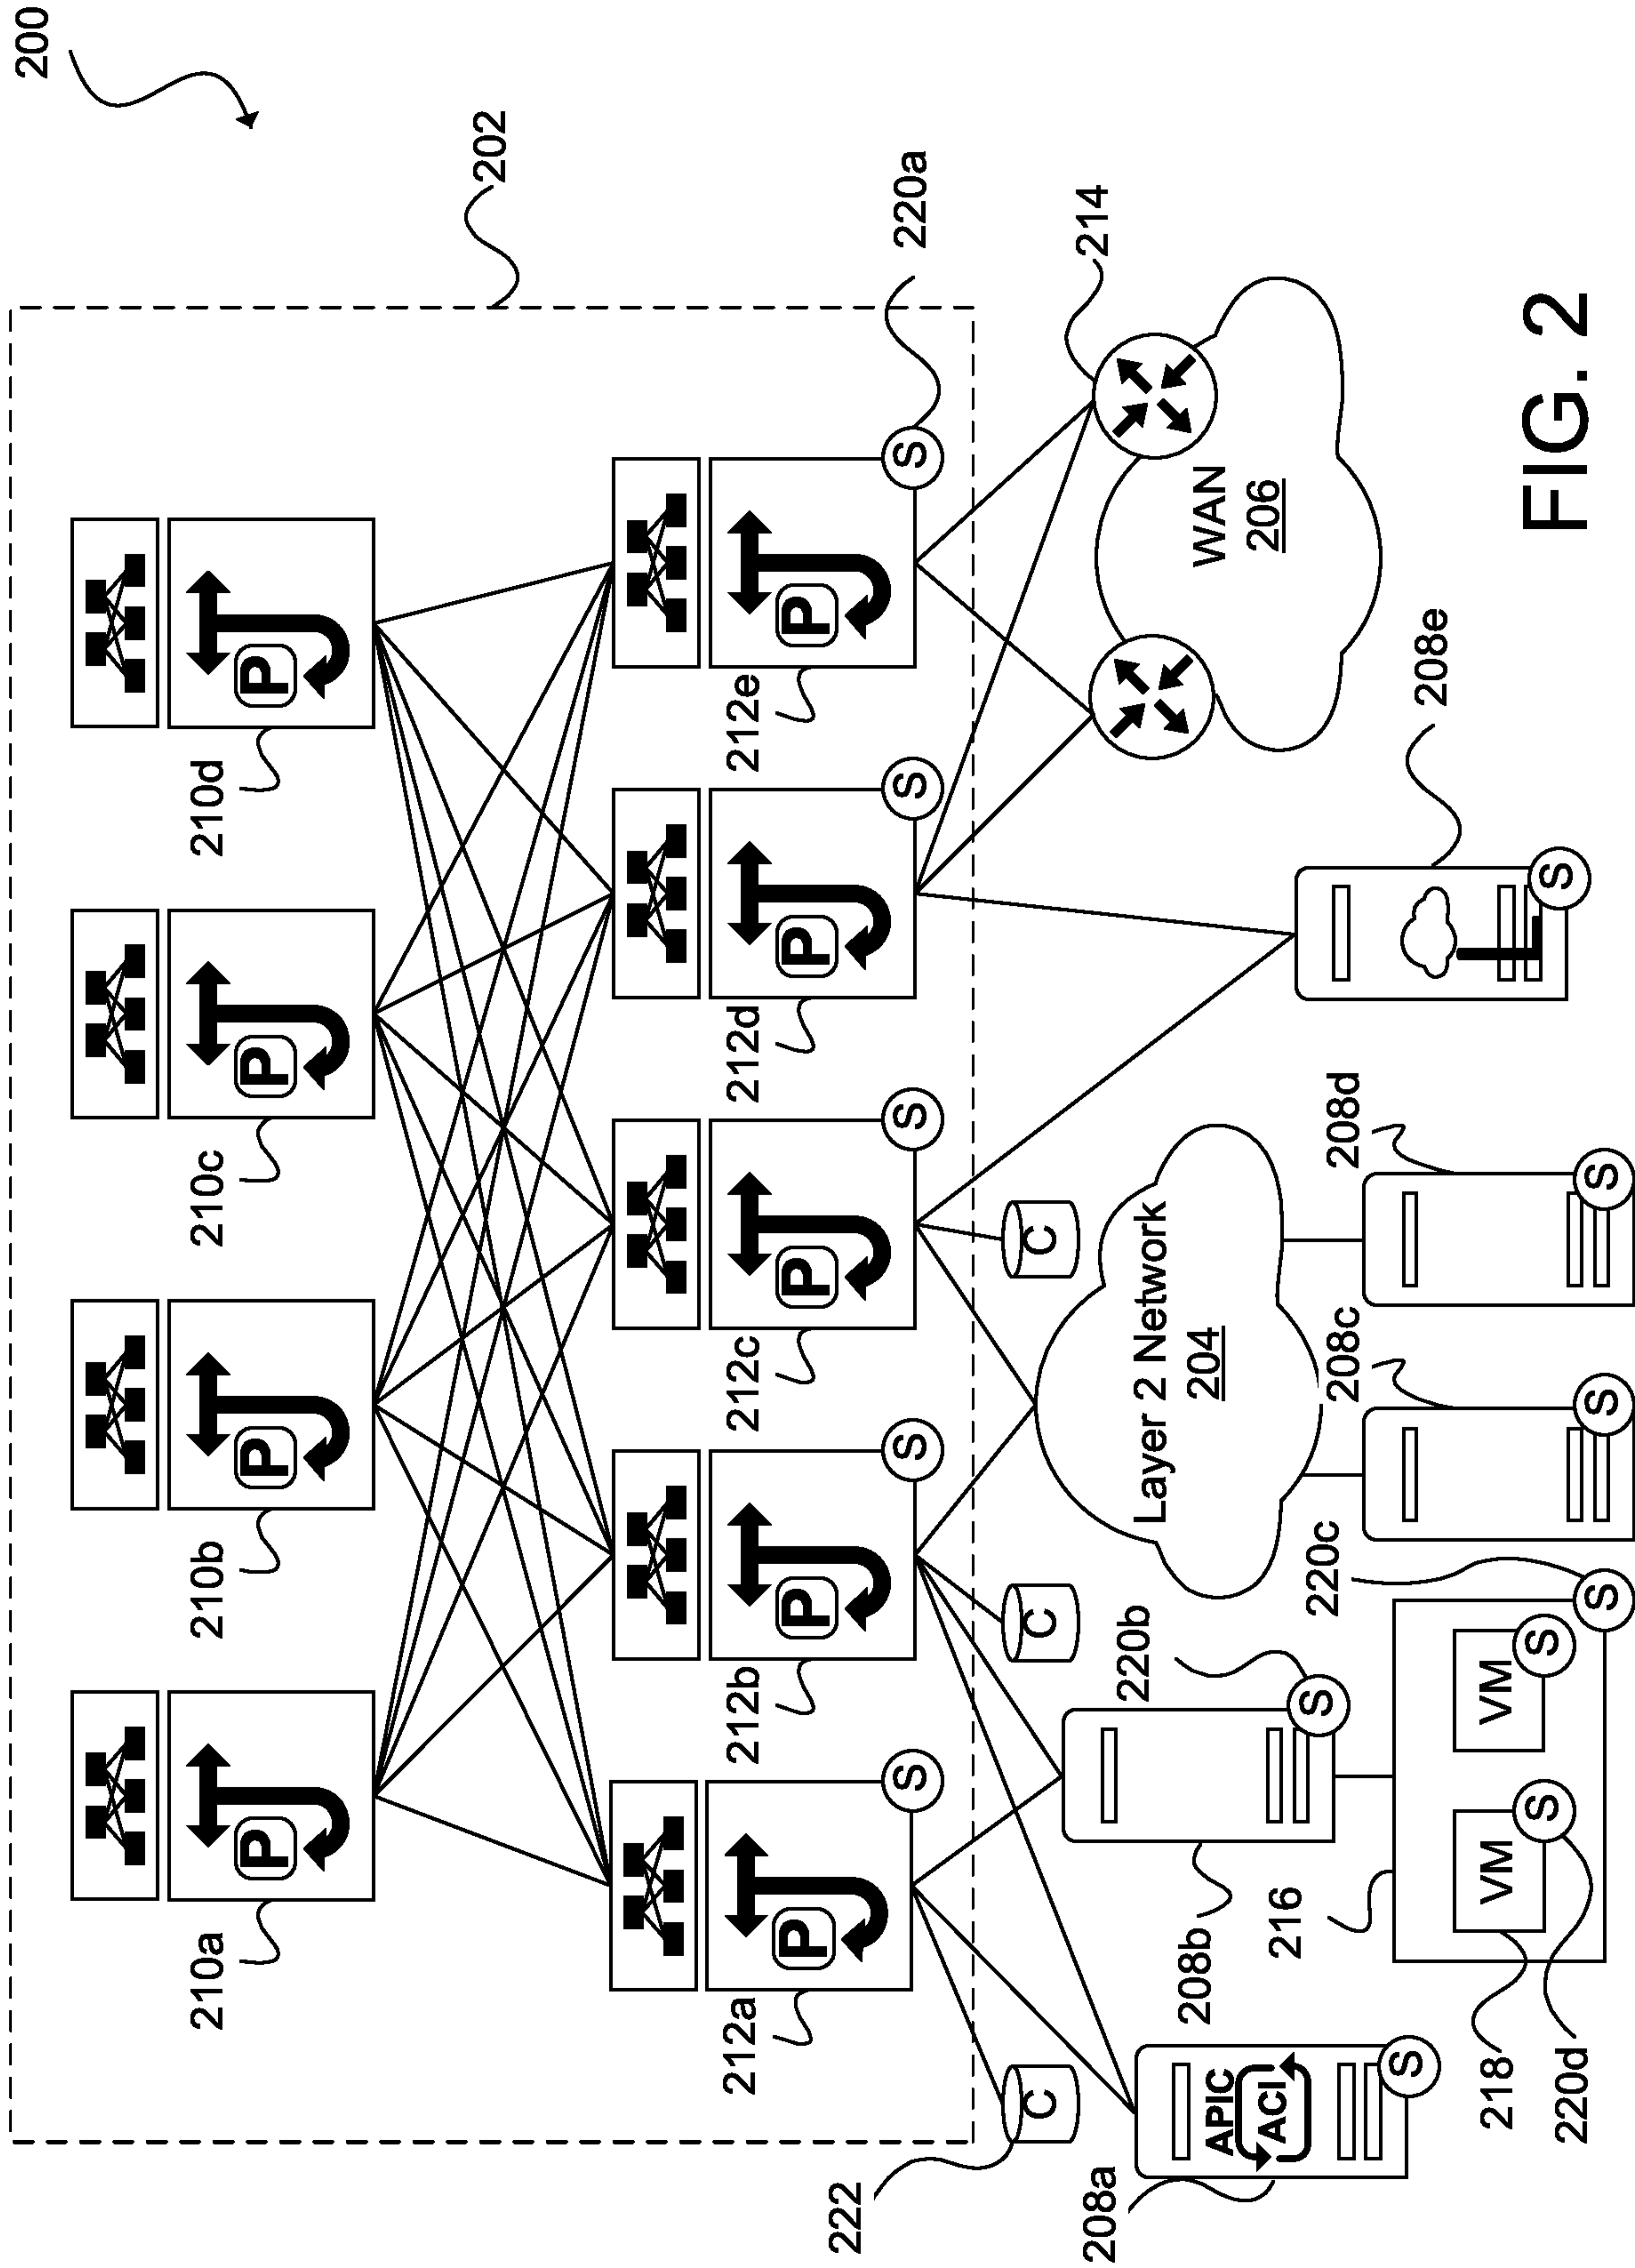 200
210a
210b
210c
210d
P
P
P
P
202
212a
212b
212c
212d
212e
P
P
P
P
P
222
S
S
S
S
S
220a
C
C
C
214
208a
220b
Layer 2 Network
204
208b
WAN
206
APIC
ACI
216
S
220c
208c
208d
S
208e
218
VM
VM
S
S
S
220d
S
S
S
FIG. 2